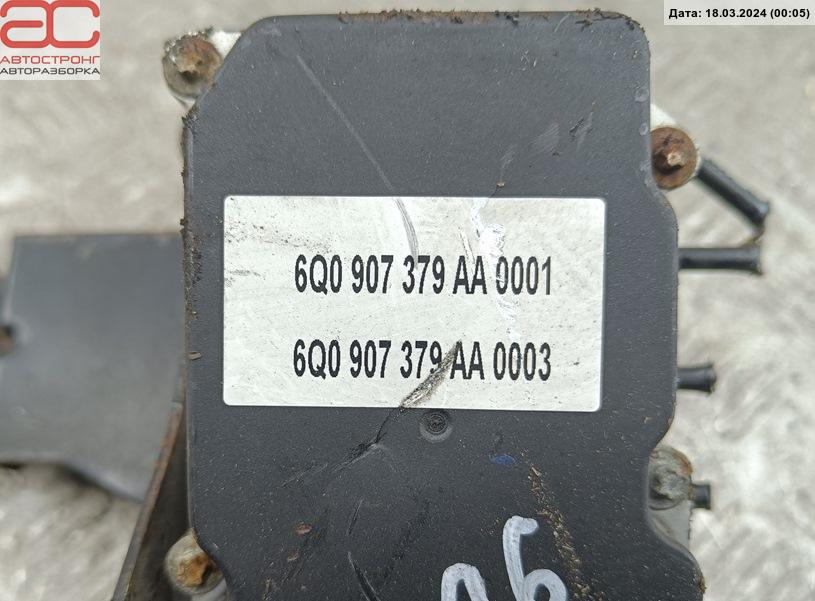 Дата: 18.03.2024 (00:05)
АС
АВТОСТРОНГ
АВТОРАЗБОРКА
6Q0 907 379 AA 0001
6Q0 907 379 AA 0003